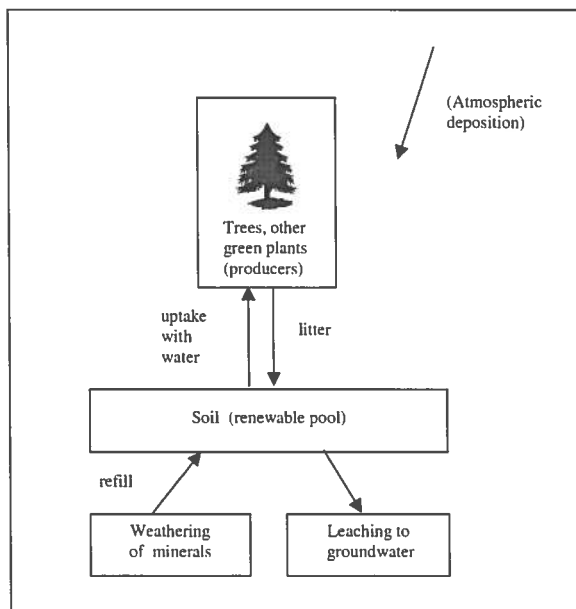 (Atmospheric
deposition)
Trees, other
green plants
(producers)
uptake
with
water
litter
Soil (renewable pool)
refill
Weathering
of minerals
Leaching to
groundwater